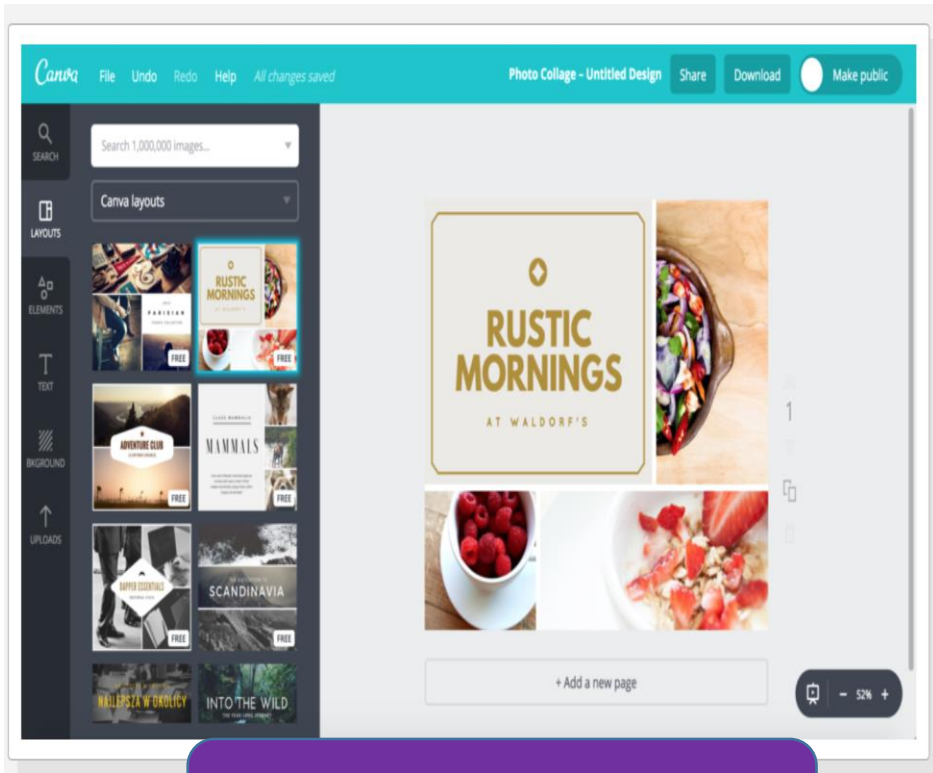 Canva File Undo Redo Help All changes saved Photo Collage – Untitled Design Share Download Make public
SEARCH
LAYOUTS
ELEMENTS
TEXT
BKGROUND
UPLOADS
Search 1,000,000 images...
Canva layouts
PARISIAN
FREE
RUSTIC
MORNINGS
AT WALDORF'S
FREE
ADVENTURE CLUB
FREE
MAMMALS
FREE
DAPPER ESSENTIALS
FREE
SCANDINAVIA
FREE
NAJLEPSZA W OKOLICY
INTO THE WILD
RUSTIC
MORNINGS
AT WALDORF'S
1
+ Add a new page
52%